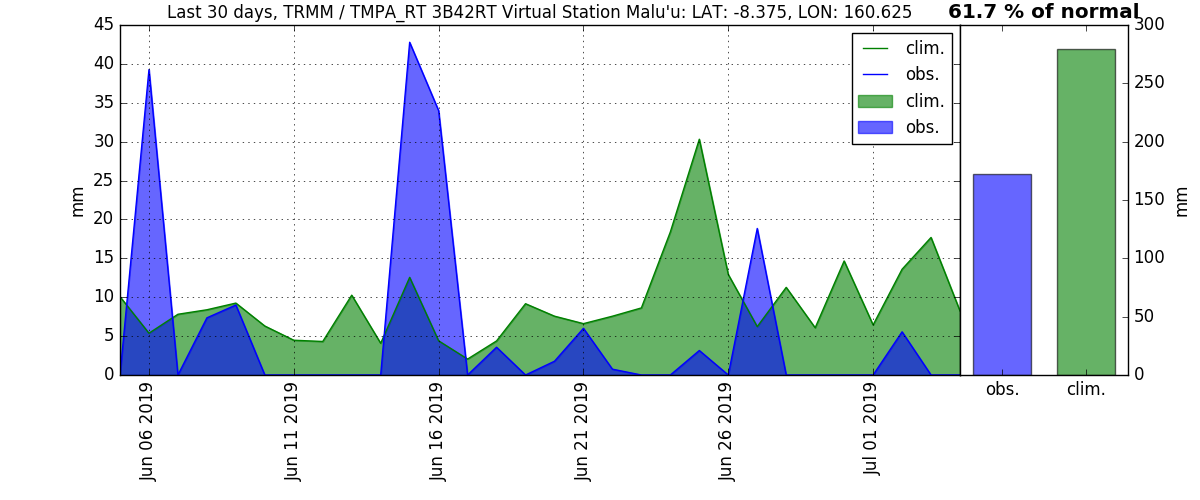 Last 30 days, TRMM / TMPA_RT 3B42RT Virtual Station Malu'u: LAT: -8.375, LON: 160.625
61.7 % of normal
45
40
35
30
25
20
15
10
5
0
mm
clim.
obs.
clim.
obs.
Jun 06 2019
Jun 11 2019
Jun 16 2019
Jun 21 2019
Jun 26 2019
Jul 01 2019
300
250
200
150
100
50
0
mm
obs.
clim.